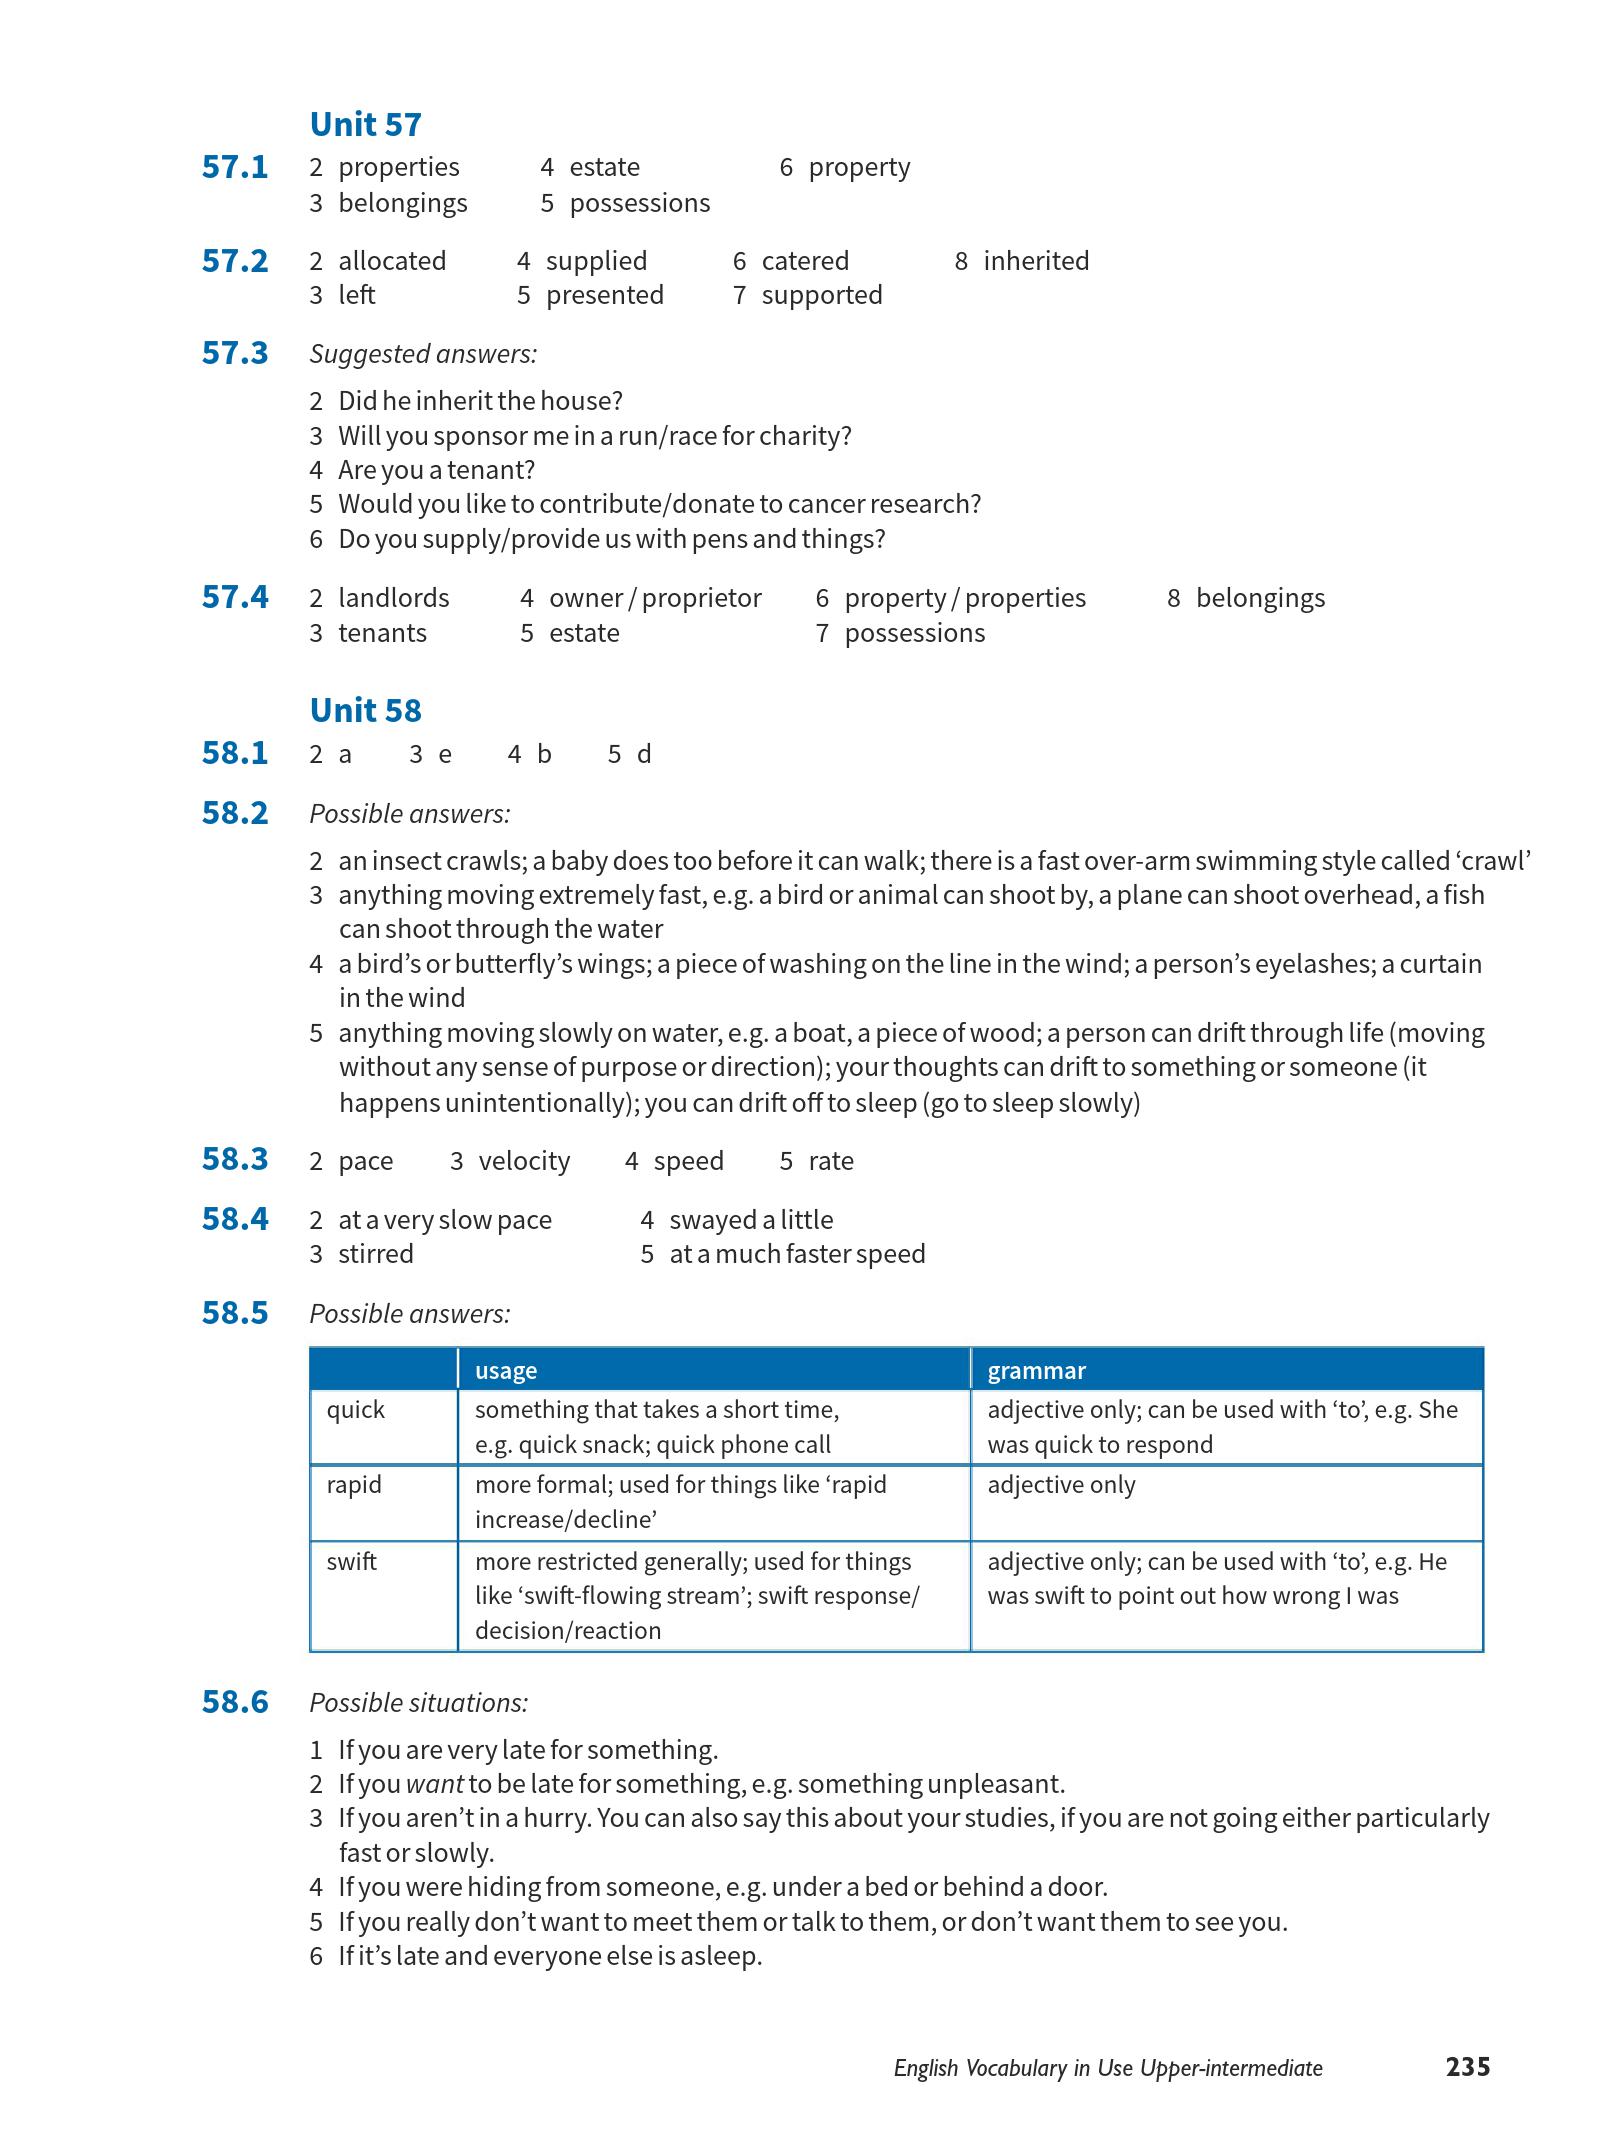 Unit 57
57.1 2 properties 4 estate 6 property
3 belongings 5 possessions
57.2 2 allocated 4 supplied 6 catered 8 inherited
3 left 5 presented 7 supported
57.3 Suggested answers:
2 Did he inherit the house?
3 Will you sponsor me in a run/race for charity?
4 Are you a tenant?
5 Would you like to contribute/donate to cancer research?
6 Do you supply/provide us with pens and things?
57.4 2 landlords 4 owner / proprietor 6 property / properties 8 belongings
3 tenants 5 estate 7 possessions
Unit 58
58.1 2 a 3 e 4 b 5 d
58.2 Possible answers:
2 an insect crawls; a baby does too before it can walk; there is a fast over-arm swimming style called ‘crawl’
3 anything moving extremely fast, e.g. a bird or animal can shoot by, a plane can shoot overhead, a fish
can shoot through the water
4 a bird’s or butterfly’s wings; a piece of washing on the line in the wind; a person’s eyelashes; a curtain
in the wind
5 anything moving slowly on water, e.g. a boat, a piece of wood; a person can drift through life (moving
without any sense of purpose or direction); your thoughts can drift to something or someone (it
happens unintentionally); you can drift off to sleep (go to sleep slowly)
58.3 2 pace 3 velocity 4 speed 5 rate
58.4 2 at a very slow pace 4 swayed a little
3 stirred 5 at a much faster speed
58.5 Possible answers:
usage grammar
quick something that takes a short time, adjective only; can be used with ‘to’, e.g. She
e.g. quick snack; quick phone call was quick to respond
rapid more formal; used for things like ‘rapid adjective only
increase/decline’
swift more restricted generally; used for things adjective only; can be used with ‘to’, e.g. He
like ‘swift-flowing stream’; swift response/ was swift to point out how wrong I was
decision/reaction
58.6 Possible situations:
1 If you are very late for something.
2 If you want to be late for something, e.g. something unpleasant.
3 If you aren’t in a hurry. You can also say this about your studies, if you are not going either particularly
fast or slowly.
4 If you were hiding from someone, e.g. under a bed or behind a door.
5 If you really don’t want to meet them or talk to them, or don’t want them to see you.
6 If it’s late and everyone else is asleep.
English Vocabulary in Use Upper-intermediate 235